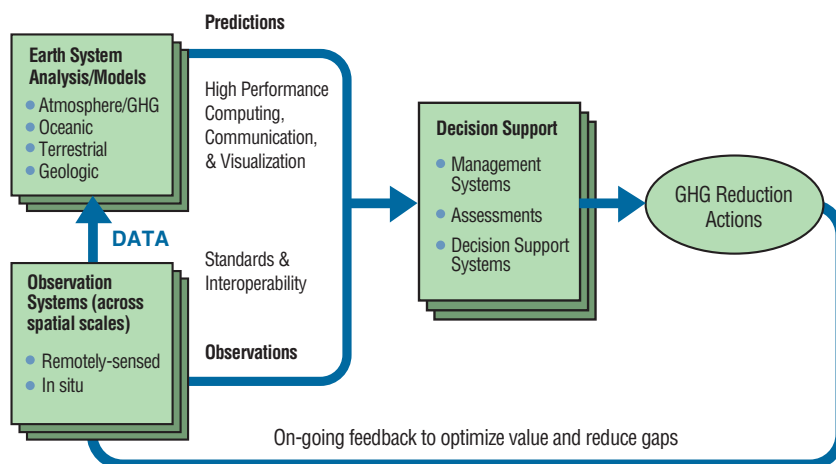 Predictions
Earth System
Analysis/Models
Atmosphere/GHG
Oceanic
Terrestrial
Geologic
High Performance
Computing,
Communication,
& Visualization
DATA
Standards &
Interoperability
Observation
Systems (across
spatial scales)
Remotely-sensed
In situ
Observations
Decision Support
Management
Systems
Assessments
Decision Support
Systems
GHG Reduction
Actions
On-going feedback to optimize value and reduce gaps